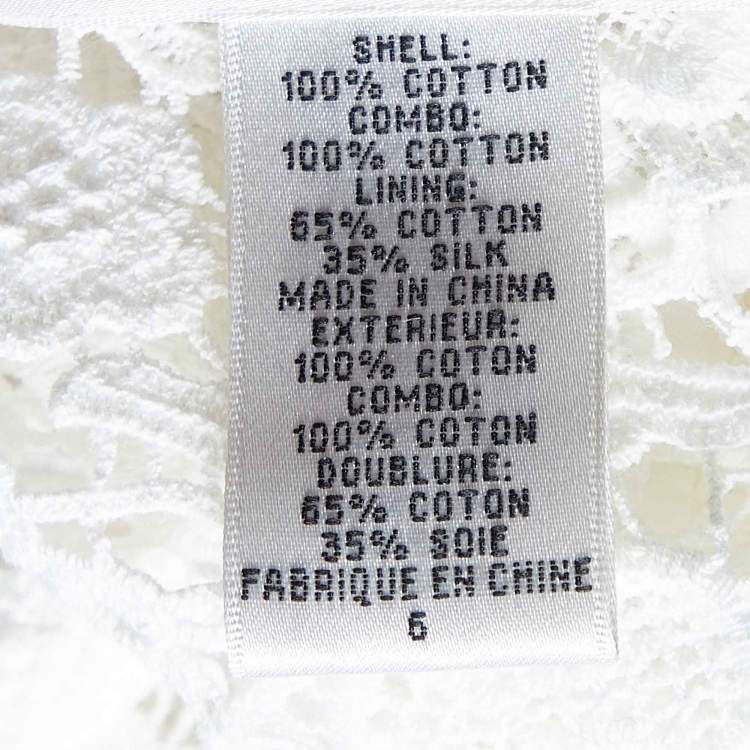 SHELL:
100% COTTON
COMBO:
100% COTTON
LINING:
65% COTTON
35% SILK
MADE IN CHINA
EXTERIEUR:
100% COTON
COMBO:
100% COTON
DOUBLURE:
65% COTON
35% SOIE
FABRIQUE EN CHINE
6